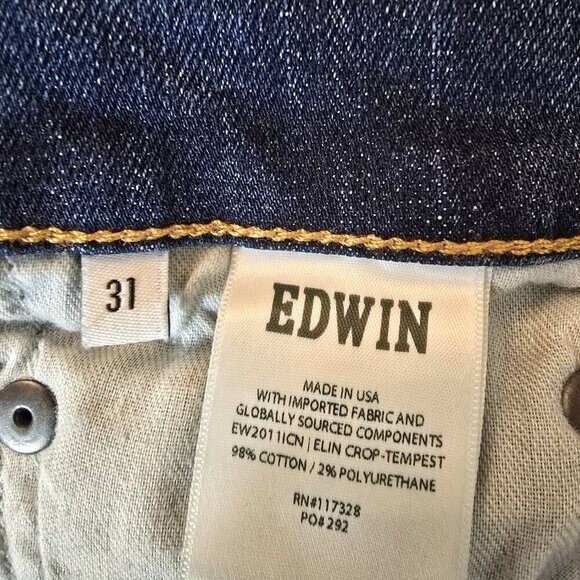 31
EDWIN
MADE IN USA
WITH IMPORTED FABRIC AND
GLOBALLY SOURCED COMPONENTS
EW2011ICN | ELIN CROP-TEMPEST
98% COTTON / 2% POLYURETHANE
RN#117328
PO#292